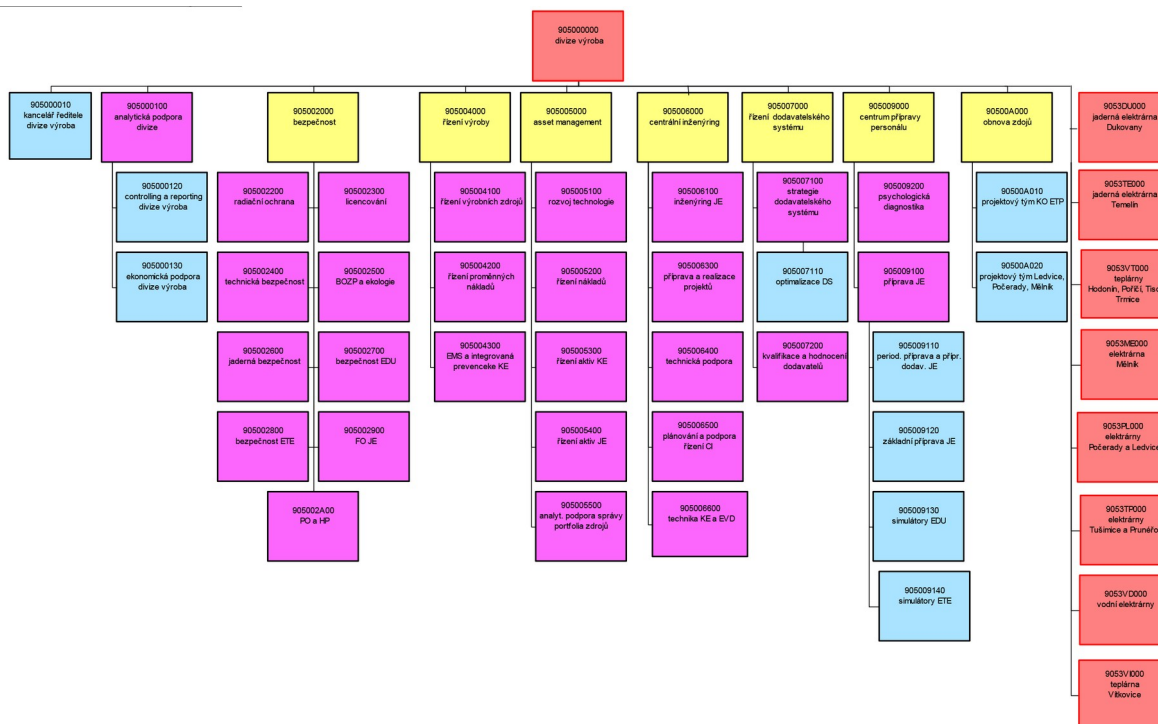 905000000
divize výroba
905000010
kancelář ředitele
divize výroba
905000100
analytická podpora
divize
905002000
bezpečnost
905004000
řízení výroby
905005000
asset management
905006000
centrální inženýring
905007000
řízení dodavatelského
systému
905009000
centrum přípravy
personálu
90500A000
obnova zdojů
9053DU000
jaderná elektrárna
Dukovany
905000120
controlling a reporting
divize výroba
905000130
ekonomická podpora
divize výroba
905002200
radiační ochrana
905002300
licencování
905002400
technická bezpečnost
905002500
BOZP a ekologie
905002600
jaderná bezpečnost
905002700
bezpečnost EDU
905002800
bezpečnost ETE
905002900
FO JE
905002A00
PO a HP
905004100
řízení výrobních zdrojů
905004200
řízení proměnných
nákladů
905004300
EMS a integrovaná
prevenceke KE
905005100
rozvoj technologie
905005200
řízení nákladů
905005300
řízení aktiv KE
905005400
řízení aktiv JE
905005500
analyt. podpora správy
portfolia zdrojů
905006100
inženýring JE
905006300
příprava a realizace
projektů
905006400
technická podpora
905006500
plánování a podpora
řízení CI
905006600
technika KE a EVD
905007100
strategie
dodavatelského
systému
905007110
optimalizace DS
905007200
kvalifikace a hodnocení
dodavatelů
905009200
psychologická
diagnostika
905009100
příprava JE
905009110
period. příprava a přípr.
dodav. JE
905009120
základní příprava JE
905009130
simulátory EDU
905009140
simulátory ETE
90500A010
projektový tým KO ETP
90500A020
projektový tým Ledvice,
Počerady, Mělník
9053TE000
jaderná elektrárna
Temelín
9053VT000
teplárny
Hodonín, Poříčí, Tisc
Trmice
9053ME000
elektrárna
Mělník
9053PL000
elektrárny
Počerady a Ledvice
9053TP000
elektrárny
Tušimice a Prunéřo
9053VD000
vodní elektrárny
9053VI000
teplárna
Vítkovice